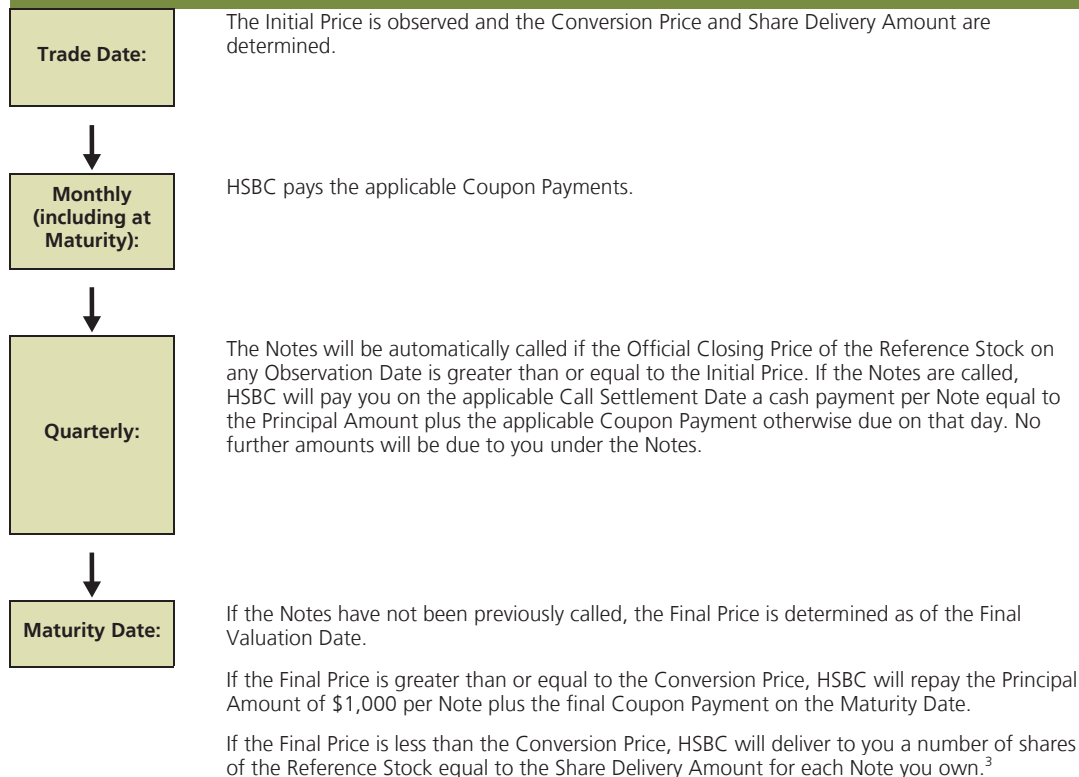 Trade Date:
The Initial Price is observed and the Conversion Price and Share Delivery Amount are
determined.
Monthly
(including at
Maturity):
HSBC pays the applicable Coupon Payments.
Quarterly:
The Notes will be automatically called if the Official Closing Price of the Reference Stock on
any Observation Date is greater than or equal to the Initial Price. If the Notes are called,
HSBC will pay you on the applicable Call Settlement Date a cash payment per Note equal to
the Principal Amount plus the applicable Coupon Payment otherwise due on that day. No
further amounts will be due to you under the Notes.
Maturity Date:
If the Notes have not been previously called, the Final Price is determined as of the Final
Valuation Date.
If the Final Price is greater than or equal to the Conversion Price, HSBC will repay the Principal
Amount of $1,000 per Note plus the final Coupon Payment on the Maturity Date.
If the Final Price is less than the Conversion Price, HSBC will deliver to you a number of shares
of the Reference Stock equal to the Share Delivery Amount for each Note you own.3